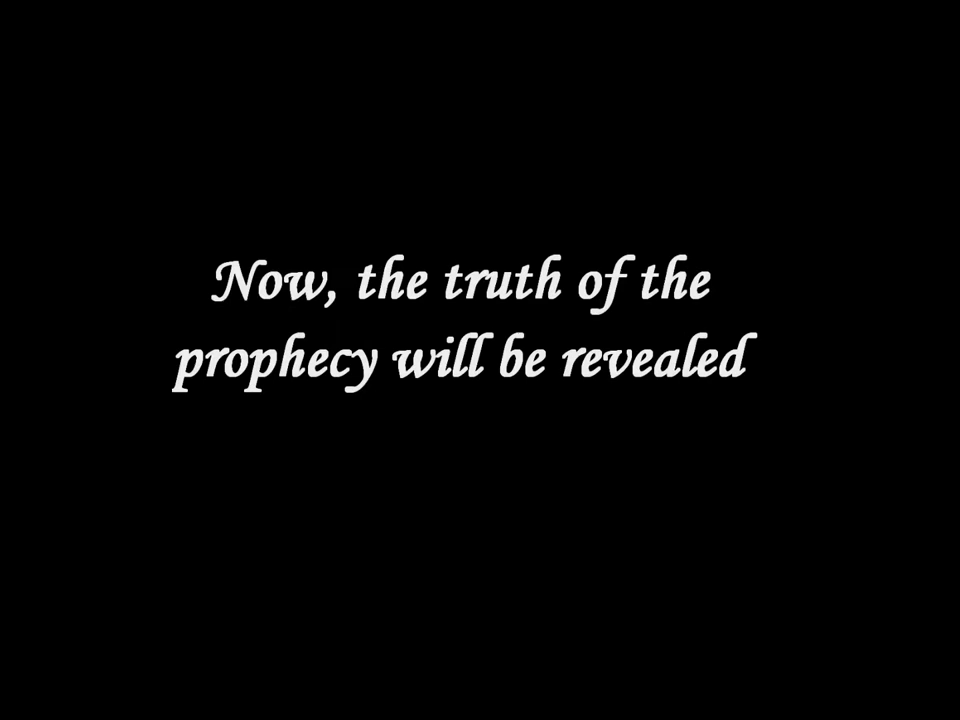 Now, the truth of the
prophecy will be revealed